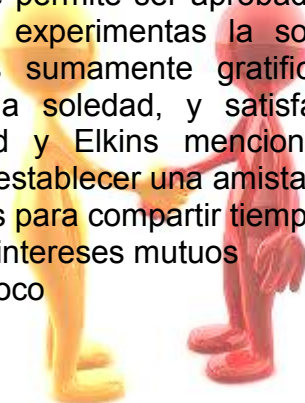 permite ser aprobad
experimentas la so
sumamente gratific
a soledad, y satisfa
d y Elkins mencion
establecer una amista
s para compartir tiemp
intereses mutuos
oco